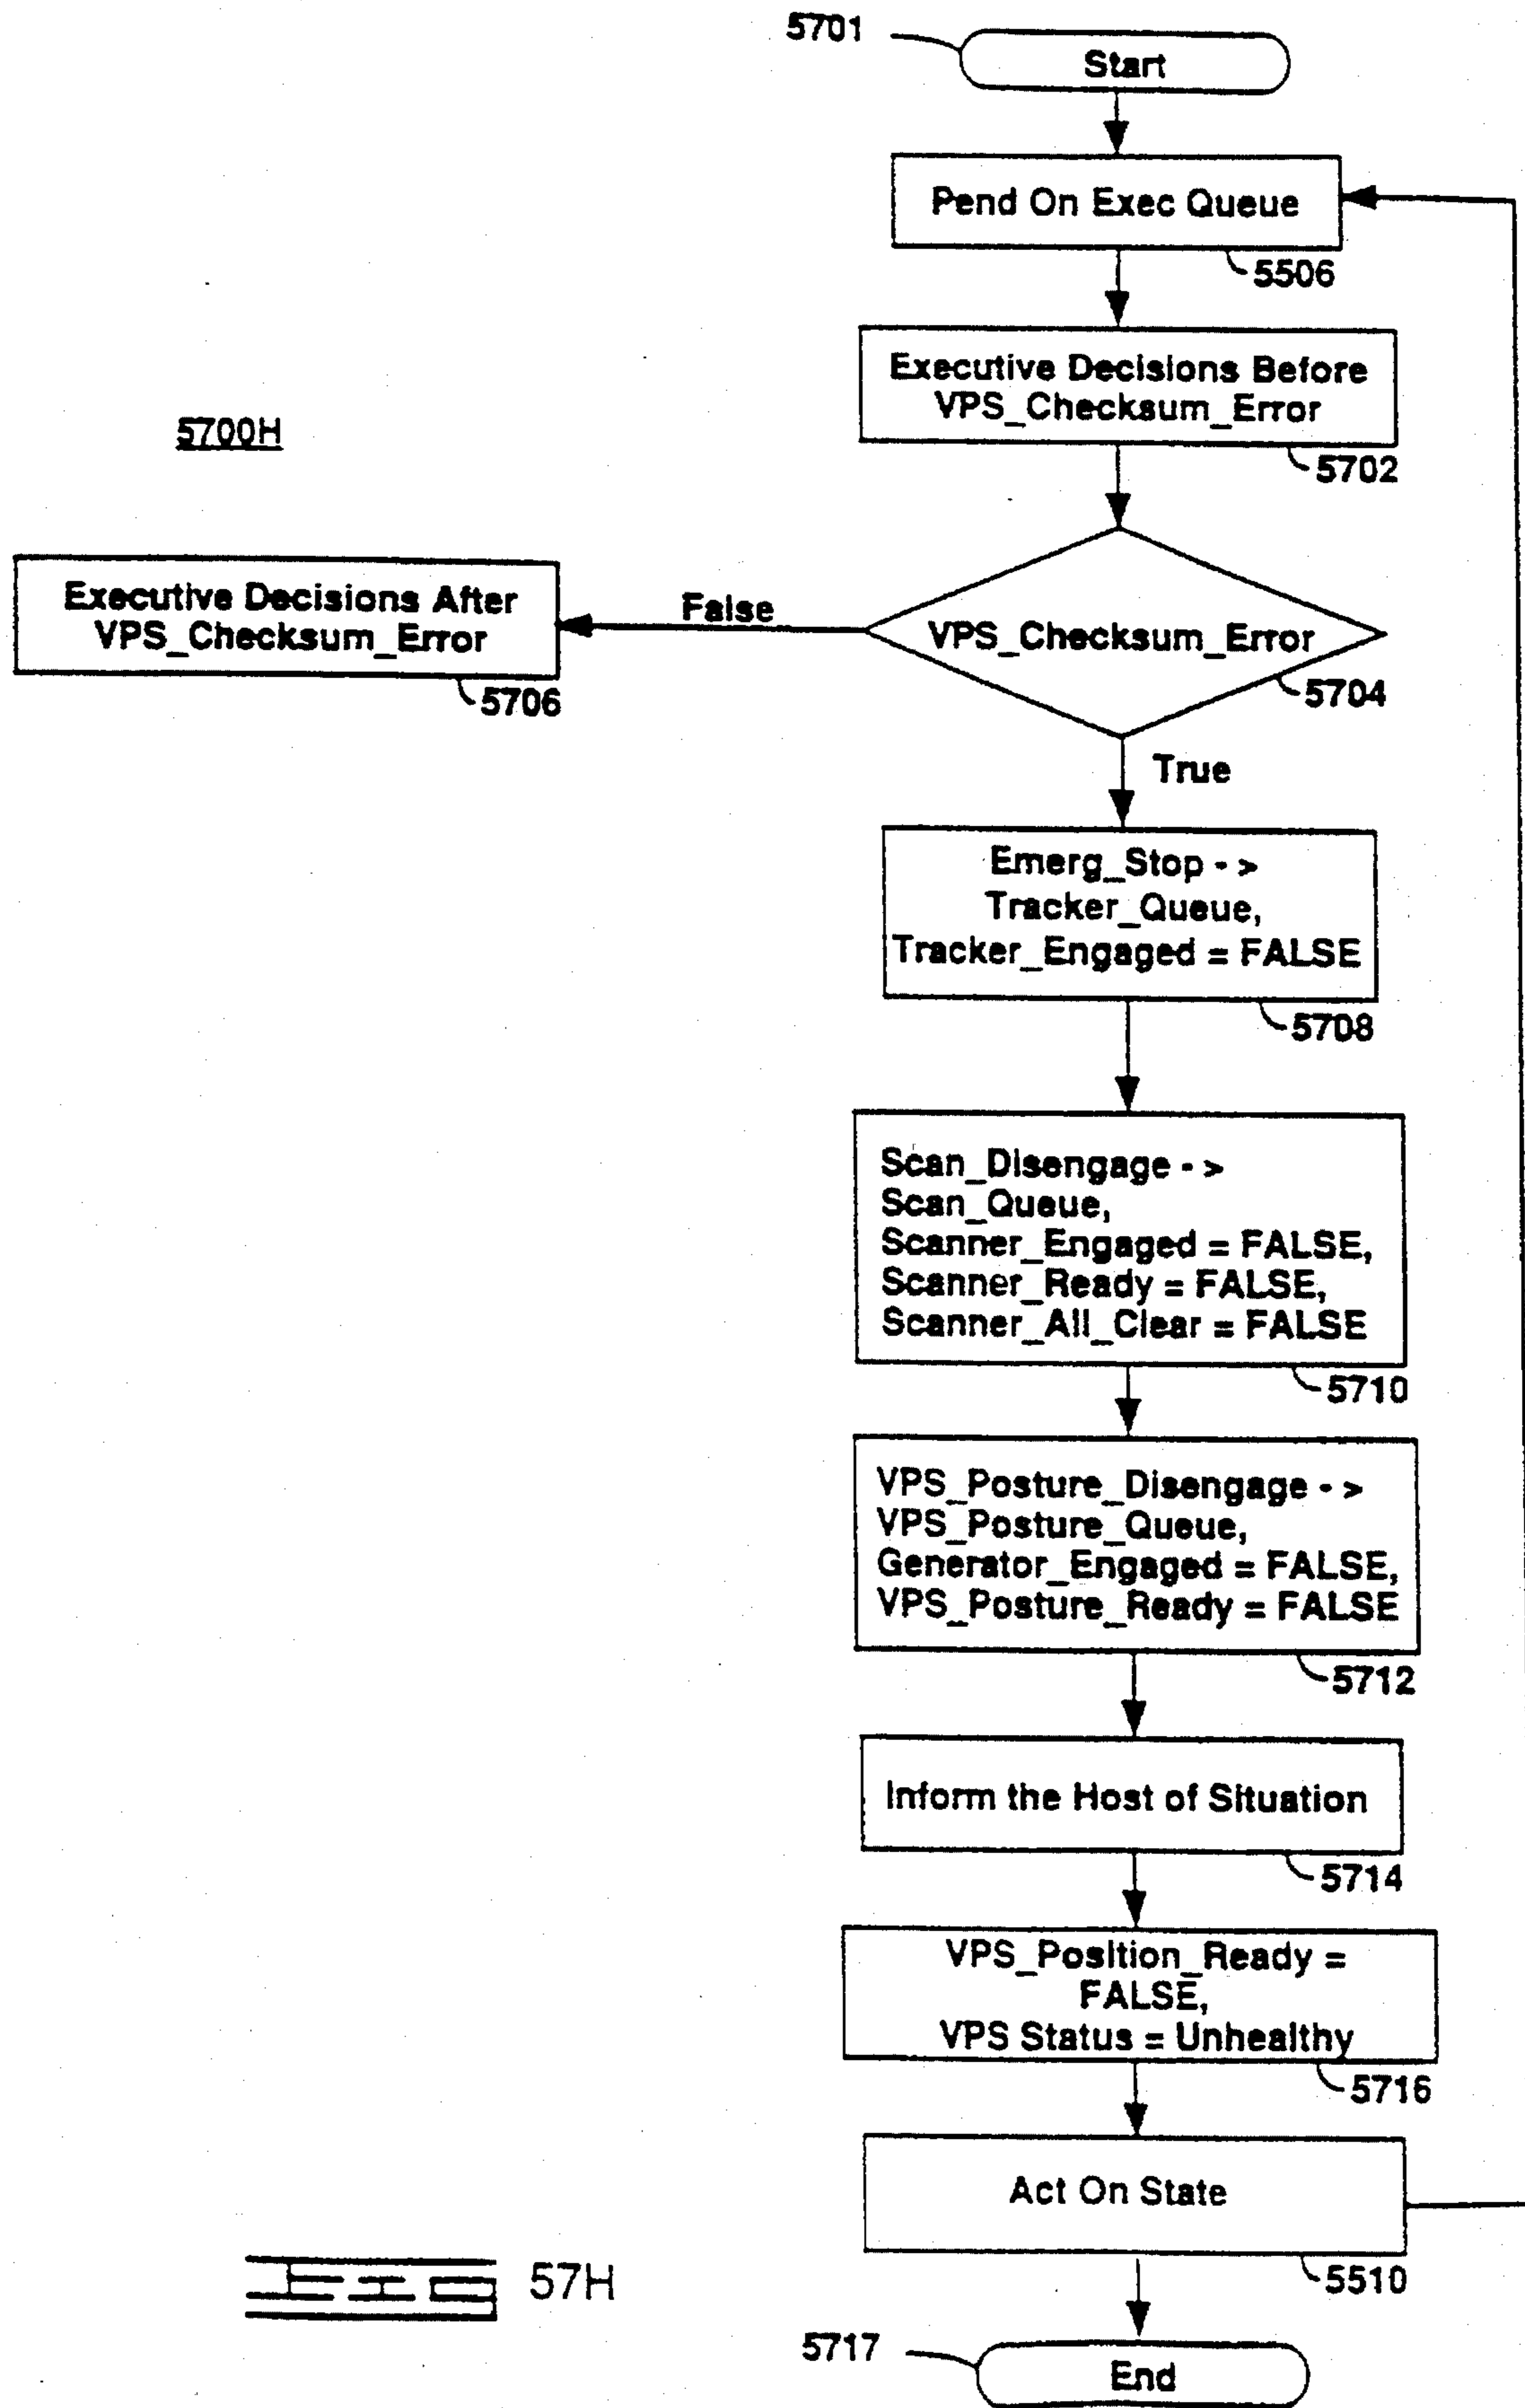 5701
Start
Pend On Exec Queue
5506
Executive Decisions Before
VPS_Checksum_Error
5702
5700H
Executive Decisions After
VPS_Checksum_Error
5706
False
VPS_Checksum_Error
5704
True
Emerg_Stop - >
Tracker_Queue,
Tracker_Engaged = FALSE
5708
Scan_Disengage - >
Scan_Queue,
Scanner_Engaged = FALSE,
Scanner_Ready = FALSE,
Scanner_All_Clear = FALSE
5710
VPS_Posture_Disengage - >
VPS_Posture_Queue,
Generator_Engaged = FALSE,
VPS_Posture_Ready = FALSE
5712
Inform the Host of Situation
5714
VPS_Position_Ready =
FALSE,
VPS Status = Unhealthy
5716
Act On State
5510
FIG 57H
5717
End